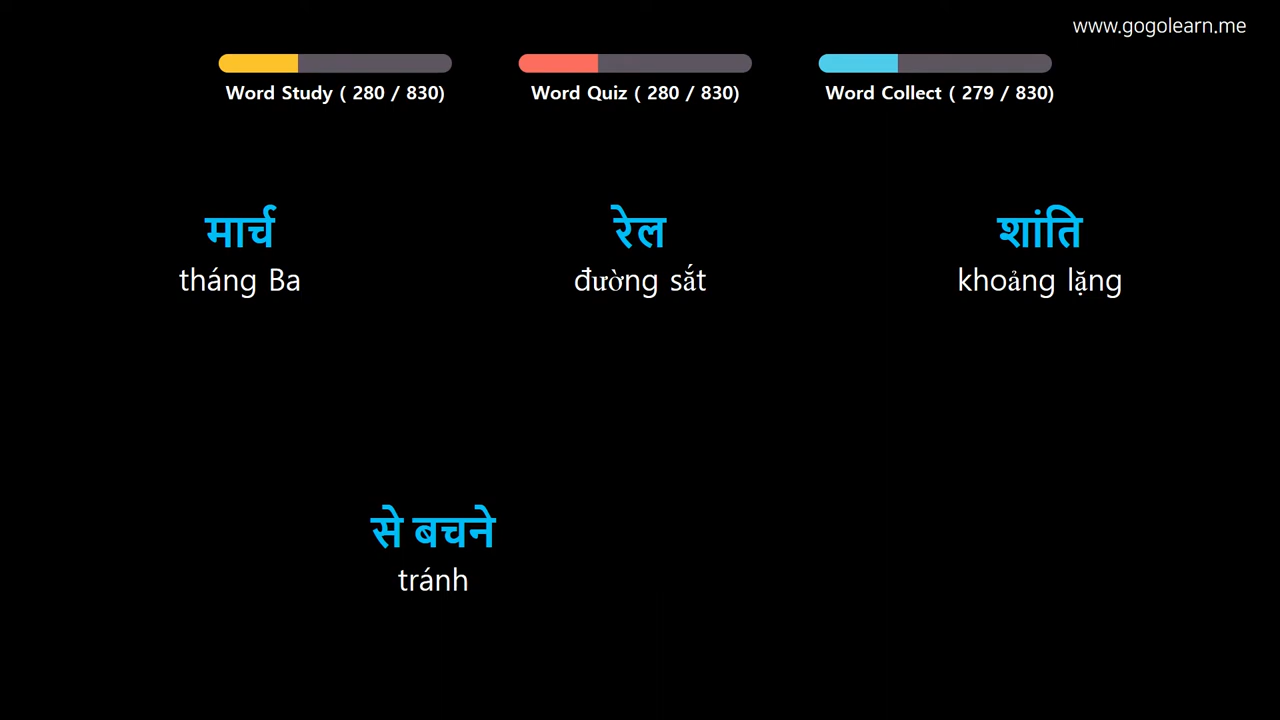 www.gogolearn.me
Word Study ( 280 / 830)
Word Quiz ( 280 / 830)
Word Collect ( 279 / 830)
मार्च
tháng Ba
रेल
đường sắt
शांति
khoảng lặng
से बचने
tránh